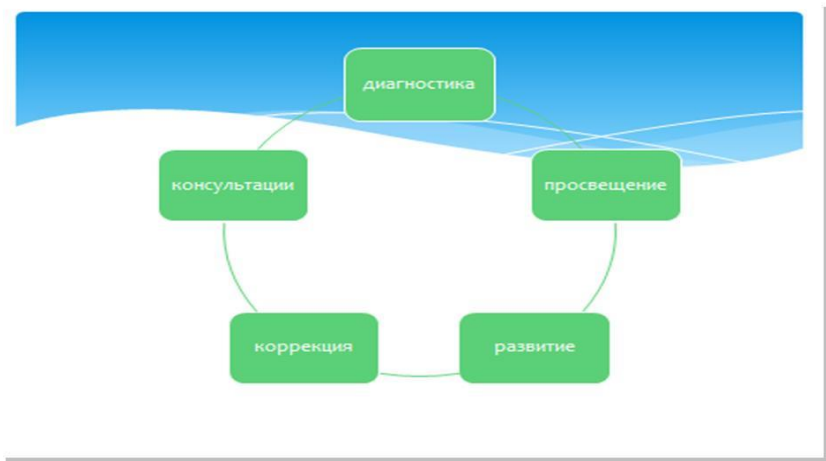 диагностика
консультации
просвещение
коррекция
развитие